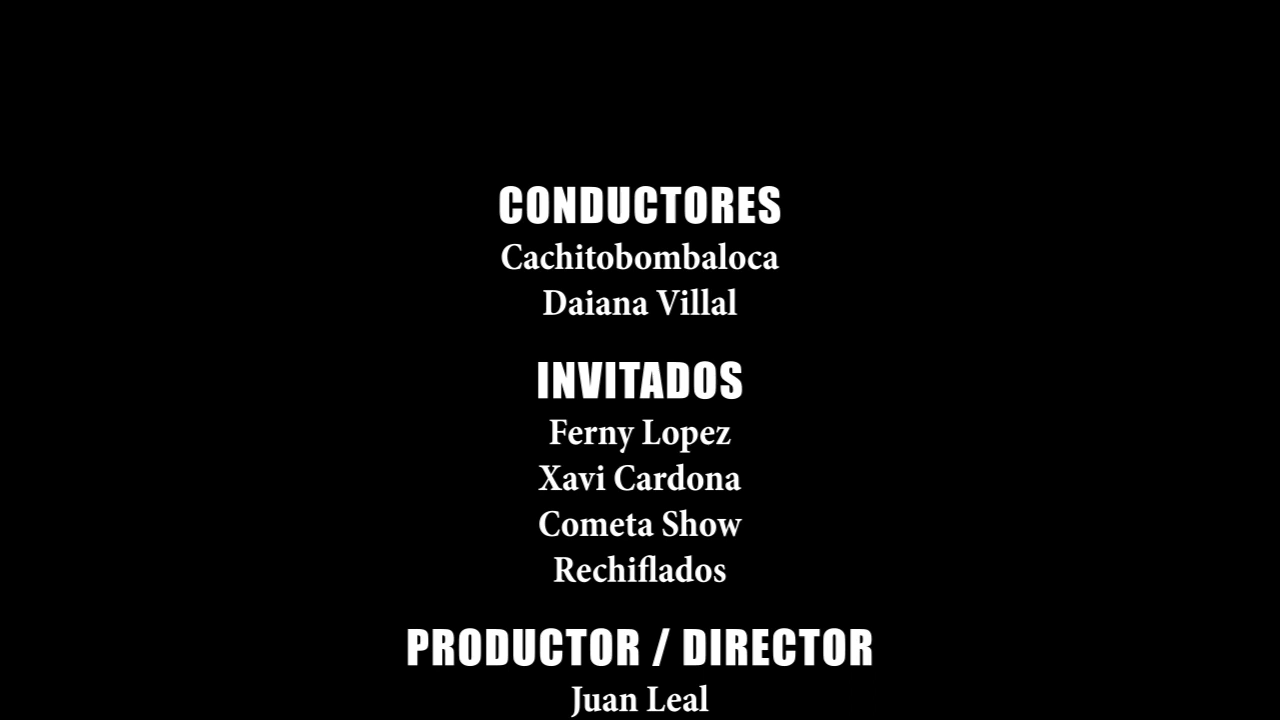 CONDUCTORES
Cachitobombaloca
Daiana Villal
INVITADOS
Ferny Lopez
Xavi Cardona
Cometa Show
Rechiflados
PRODUCTOR / DIRECTOR
Juan Leal